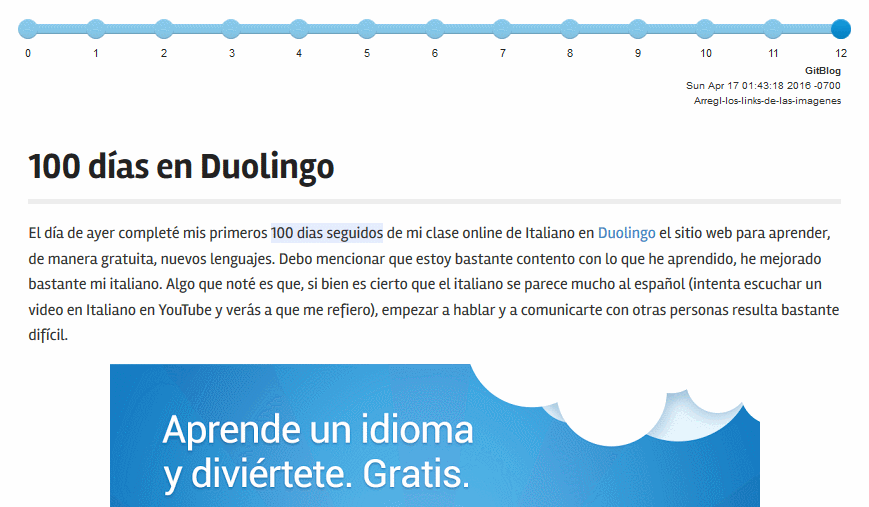 0 1 2 3 4 5 6 7 8 9 10 11 12
GitBlog
Sun Apr 17 01:43:18 2016 -0700
Arregl-los-links-de-las-imagenes
100 días en Duolingo
El día de ayer completé mis primeros 100 dias seguidos de mi clase online de Italiano en Duolingo el sitio web para aprender,
de manera gratuita, nuevos lenguajes. Debo mencionar que estoy bastante contento con lo que he aprendido, he mejorado
bastante mi italiano. Algo que noté es que, si bien es cierto que el italiano se parece mucho al español (intenta escuchar un
video en Italiano en YouTube y verás a que me refiero), empezar a hablar y a comunicarte con otras personas resulta bastante
difícil.
Aprende un idioma
y diviértete. Gratis.